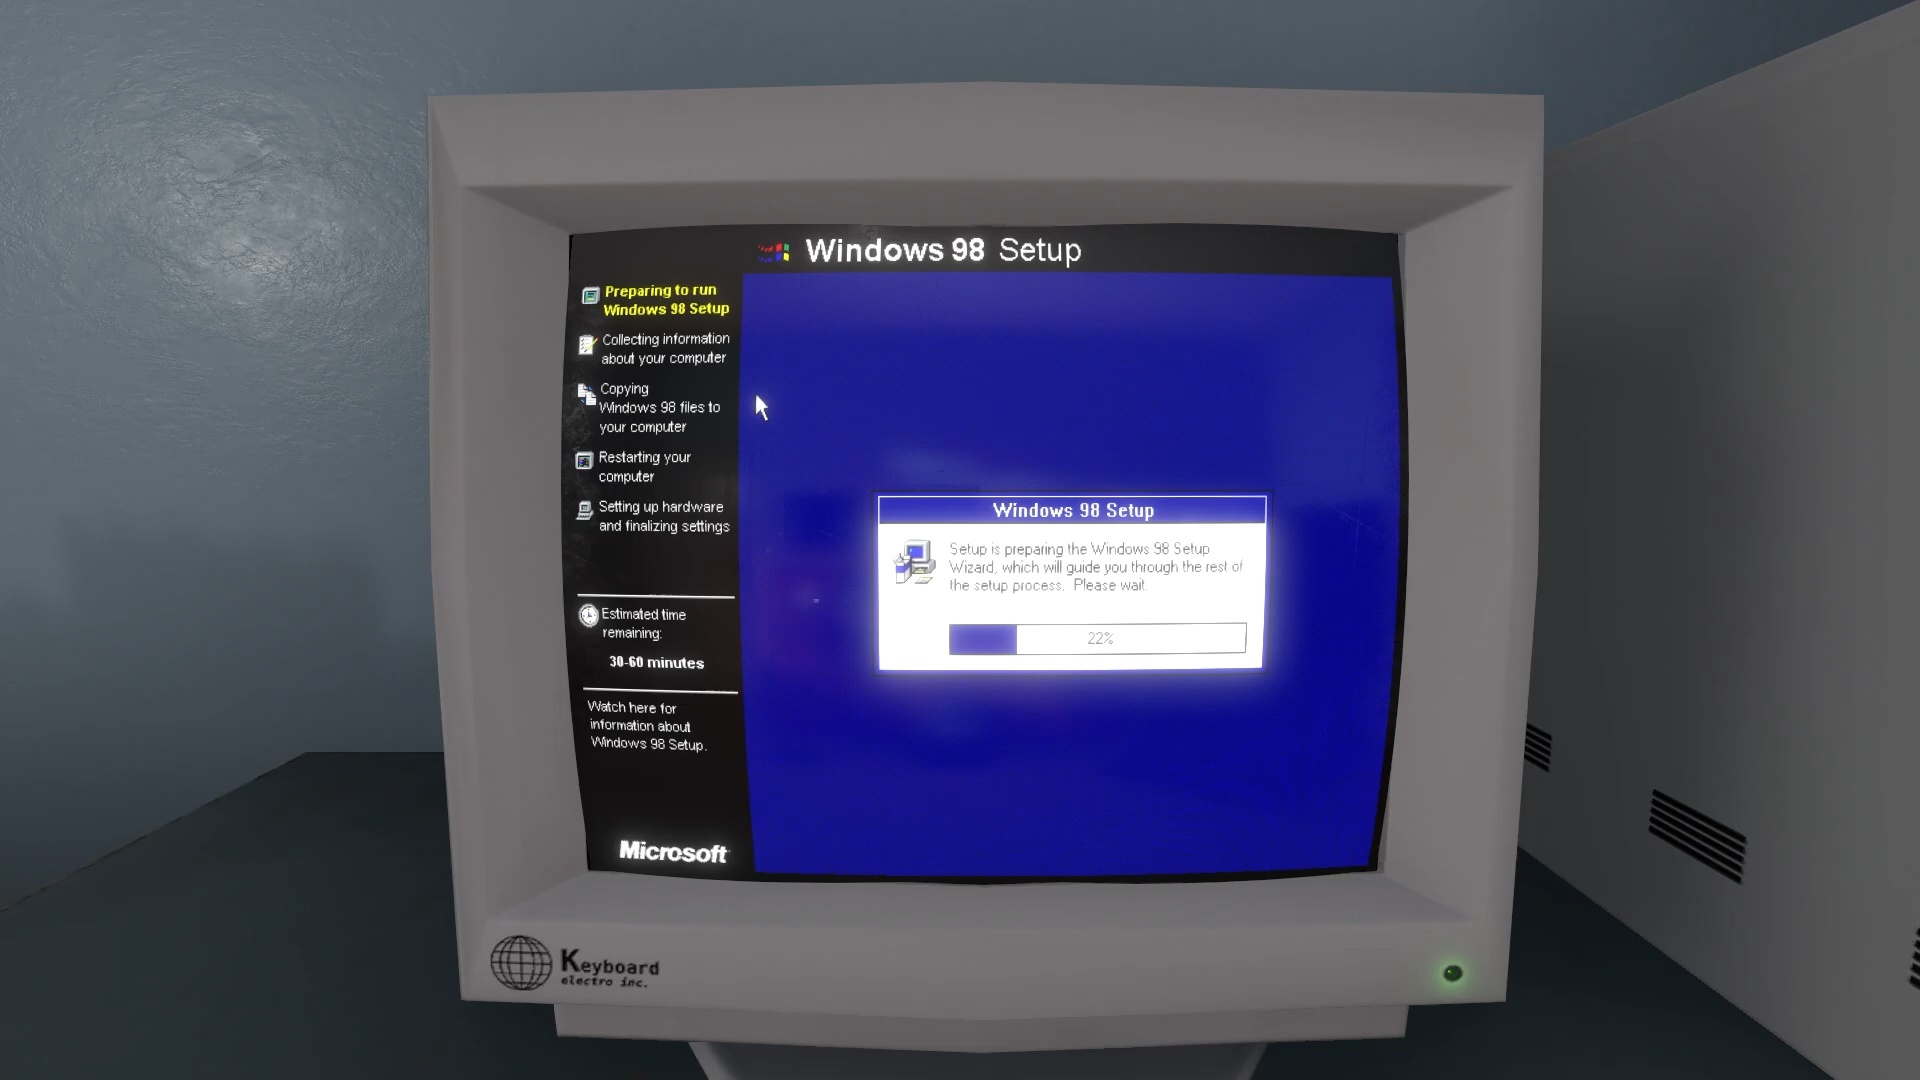 Windows 98 Setup
Preparing to run
Windows 98 Setup
Collecting information
about your computer
Copying
Windows 98 files to
your computer
Restarting your
computer
Setting up hardware
and finalizing settings
Estimated time
remaining:
30-60 minutes
Watch here for
information about
Windows 98 Setup.
Microsoft
Windows 98 Setup
Setup is preparing the Windows 98 Setup
Wizard, which will guide you through the rest of
the setup process. Please wait.
22%
Keyboard
electro inc.